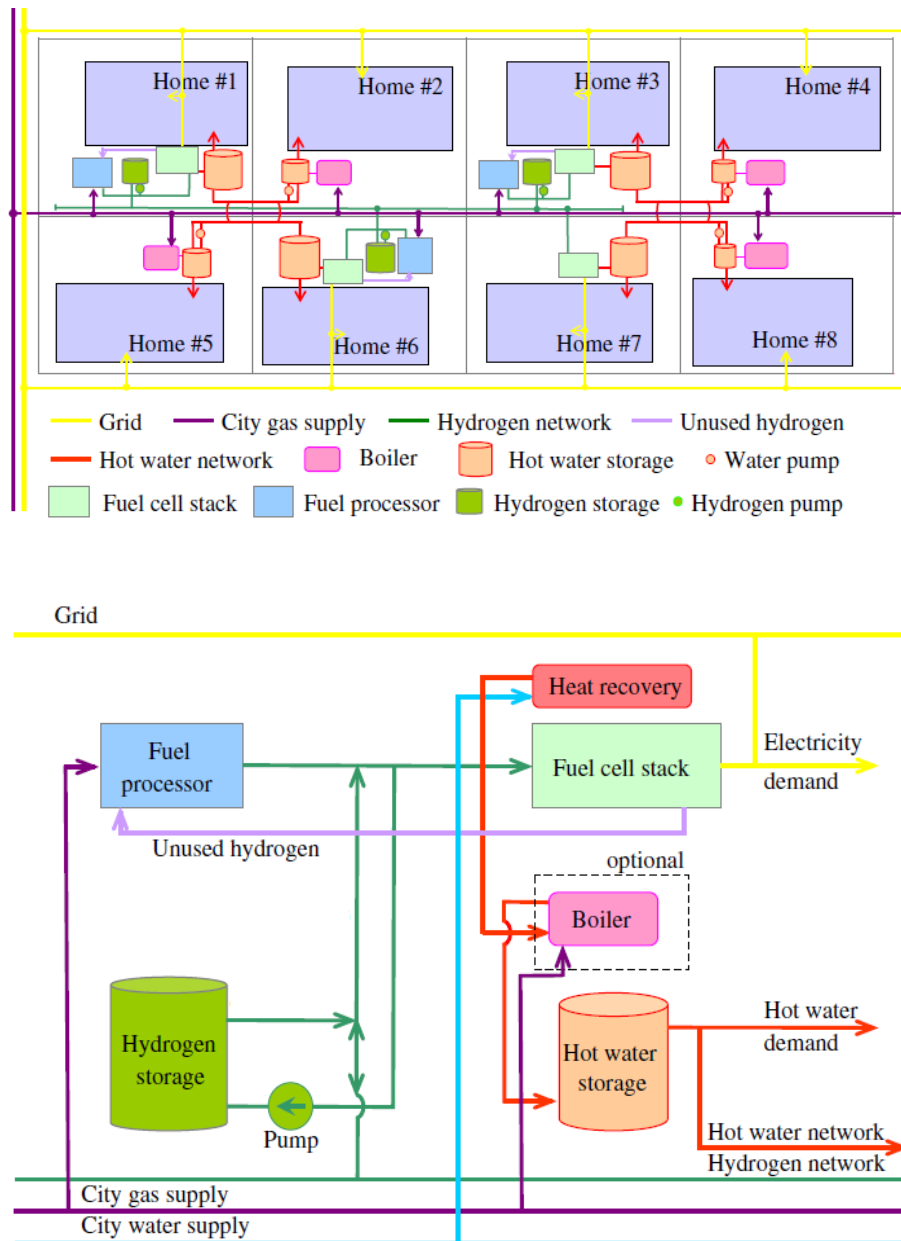 Home #1
Home #2
Home #3
Home #4
Home #5
Home #6
Home #7
Home #8
Grid
City gas supply
Hydrogen network
Unused hydrogen
Hot water network
Boiler
Hot water storage
Water pump
Fuel cell stack
Fuel processor
Hydrogen storage
Hydrogen pump
Grid
Heat recovery
Fuel
processor
Fuel cell stack
Electricity
demand
Unused hydrogen
optional
Boiler
Hydrogen
storage
Pump
Hot water
storage
Hot water
demand
Hot water network
Hydrogen network
City gas supply
City water supply